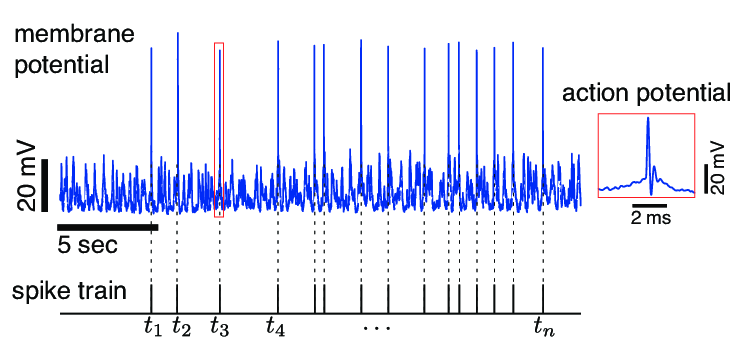 membrane
potential
action potential
20 mV
20 mV
2 ms
5 sec
spike train
t1 t2 t3 t4 ... tn